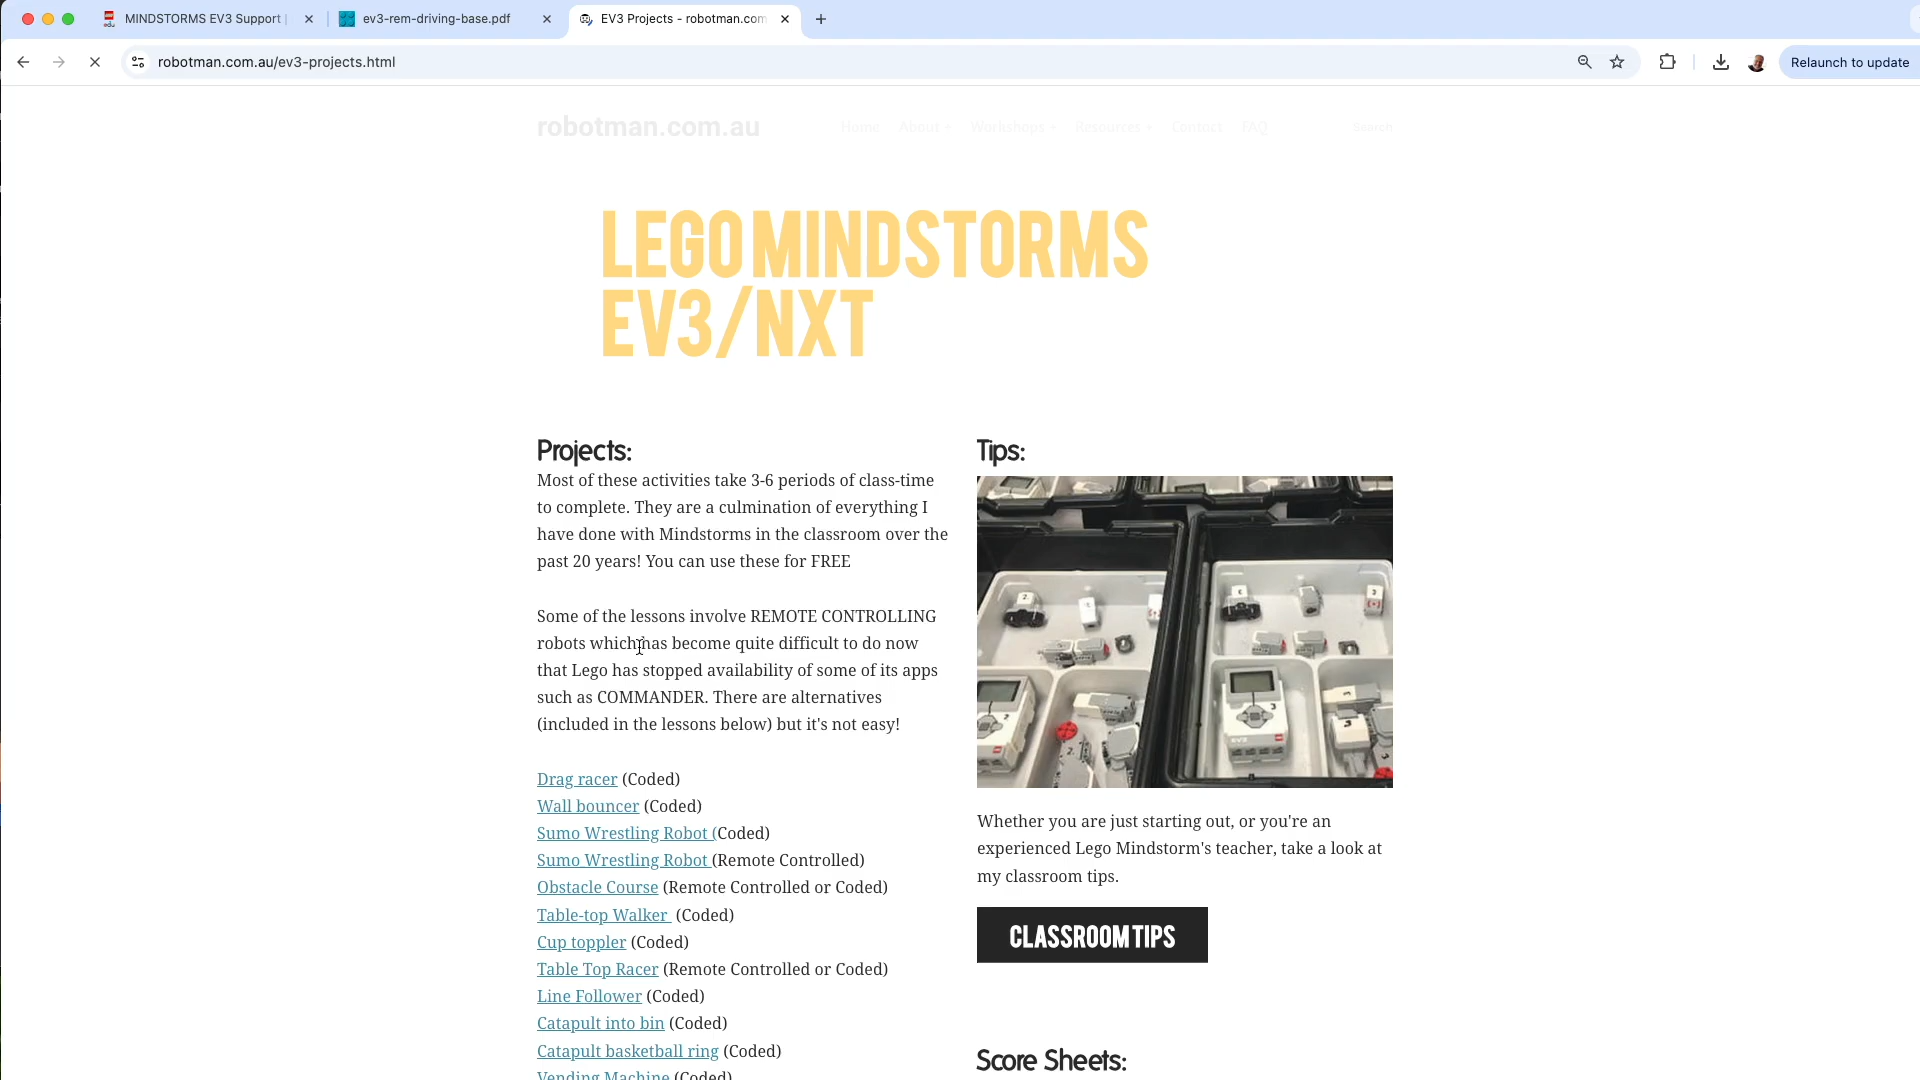 MINDSTORMS EV3 Support
ev3-rem-driving-base.pdf
EV3 Projects - robotman.com
robotman.com.au/ev3-projects.html
Relaunch to update
robotman.com.au
Home About Workshops Resources Contact FAQ Search
LEGO MINDSTORMS
EV3/NXT
Projects:
Most of these activities take 3-6 periods of class-time
to complete. They are a culmination of everything I
have done with Mindstorms in the classroom over the
past 20 years! You can use these for FREE
Some of the lessons involve REMOTE CONTROLLING
robots which has become quite difficult to do now
that Lego has stopped availability of some of its apps
such as COMMANDER. There are alternatives
(included in the lessons below) but it's not easy!
Drag racer (Coded)
Wall bouncer (Coded)
Sumo Wrestling Robot (Coded)
Sumo Wrestling Robot (Remote Controlled)
Obstacle Course (Remote Controlled or Coded)
Table-top Walker (Coded)
Cup toppler (Coded)
Table Top Racer (Remote Controlled or Coded)
Line Follower (Coded)
Catapult into bin (Coded)
Catapult basketball ring (Coded)
Vending Machine (Coded)
Tips:
Whether you are just starting out, or you're an
experienced Lego Mindstorm's teacher, take a look at
my classroom tips.
CLASSROOM TIPS
Score Sheets: